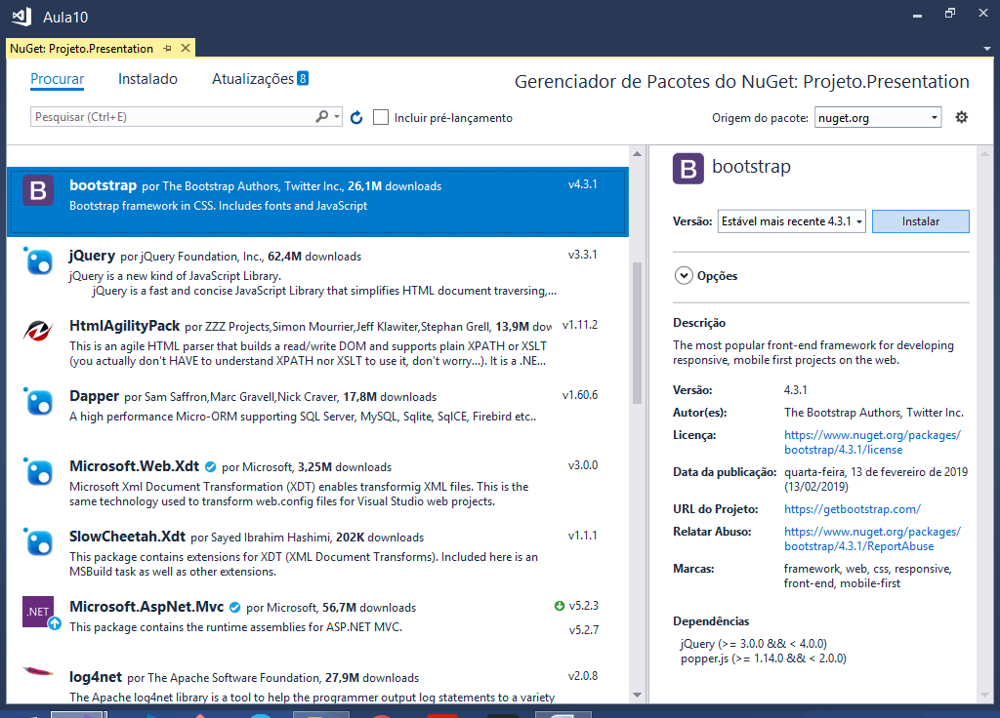 Aula10
NuGet: Projeto.Presentation
Procurar Instalado Atualizações 8
Gerenciador de Pacotes do NuGet: Projeto.Presentation
Pesquisar (Ctrl+E) Incluir pré-lançamento Origem do pacote: nuget.org
B bootstrap por The Bootstrap Authors, Twitter Inc., 26,1M downloads v4.3.1
Bootstrap framework in CSS. Includes fonts and JavaScript
jQuery por jQuery Foundation, Inc., 62,4M downloads v3.3.1
jQuery is a new kind of JavaScript Library.
jQuery is a fast and concise JavaScript Library that simplifies HTML document traversing,...
HtmlAgilityPack por ZZZ Projects,Simon Mourrier,Jeff Klawiter,Stephan Grell, 13,9M dow v1.11.2
This is an agile HTML parser that builds a read/write DOM and supports plain XPATH or XSLT
(you actually don't HAVE to understand XPATH nor XSLT to use it, don't worry...). It is a .NE...
Dapper por Sam Saffron,Marc Gravell,Nick Craver, 17,8M downloads v1.60.6
A high performance Micro-ORM supporting SQL Server, MySQL, Sqlite, SqlCE, Firebird etc..
Microsoft.Web.Xdt por Microsoft, 3,25M downloads v3.0.0
Microsoft Xml Document Transformation (XDT) enables transformig XML files. This is the
same technology used to transform web.config files for Visual Studio web projects.
SlowCheetah.Xdt por Sayed Ibrahim Hashimi, 202K downloads v1.1.1
This package contains extensions for XDT (XML Document Transforms). Included here is an
MSBuild task as well as other extensions.
.NET Microsoft.AspNet.Mvc por Microsoft, 56,7M downloads v5.2.3
This package contains the runtime assemblies for ASP.NET MVC. v5.2.7
log4net por The Apache Software Foundation, 27,9M downloads v2.0.8
The Apache log4net library is a tool to help the programmer output log statements to a variety
B bootstrap
Versão: Estável mais recente 4.3.1 Instalar
Opções
Descrição
The most popular front-end framework for developing
responsive, mobile first projects on the web.
Versão: 4.3.1
Autor(es): The Bootstrap Authors, Twitter Inc.
Licença: https://www.nuget.org/packages/
bootstrap/4.3.1/license
Data da publicação: quarta-feira, 13 de fevereiro de 2019
(13/02/2019)
URL do Projeto: https://getbootstrap.com/
Relatar Abuso: https://www.nuget.org/packages/
bootstrap/4.3.1/ReportAbuse
Marcas: framework, web, css, responsive,
front-end, mobile-first
Dependências
jQuery (>= 3.0.0 && < 4.0.0)
popper.js (>= 1.14.0 && < 2.0.0)